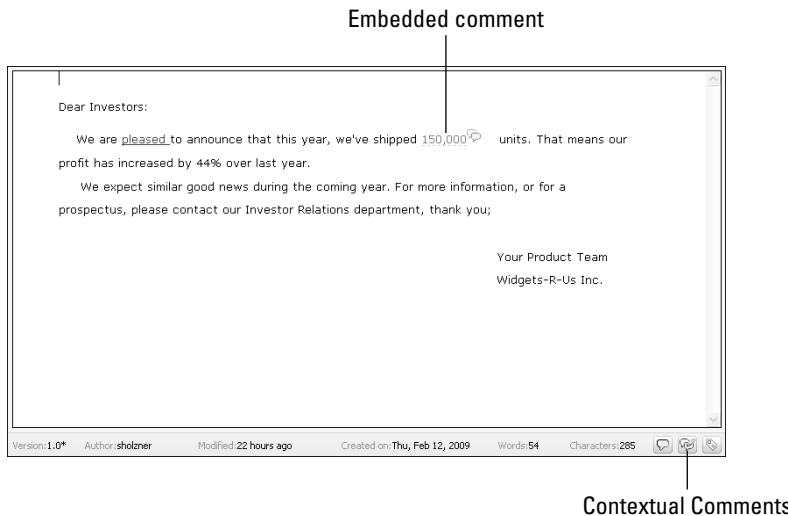 Embedded comment
Dear Investors:
We are pleased to announce that this year, we've shipped 150,000 units. That means our
profit has increased by 44% over last year.
We expect similar good news during the coming year. For more information, or for a
prospectus, please contact our Investor Relations department, thank you;
Your Product Team
Widgets-R-Us Inc.
Version:1.0* Author:sholzner Modified:22 hours ago Created on:Thu, Feb 12, 2009 Words:54 Characters:285
Contextual Comments